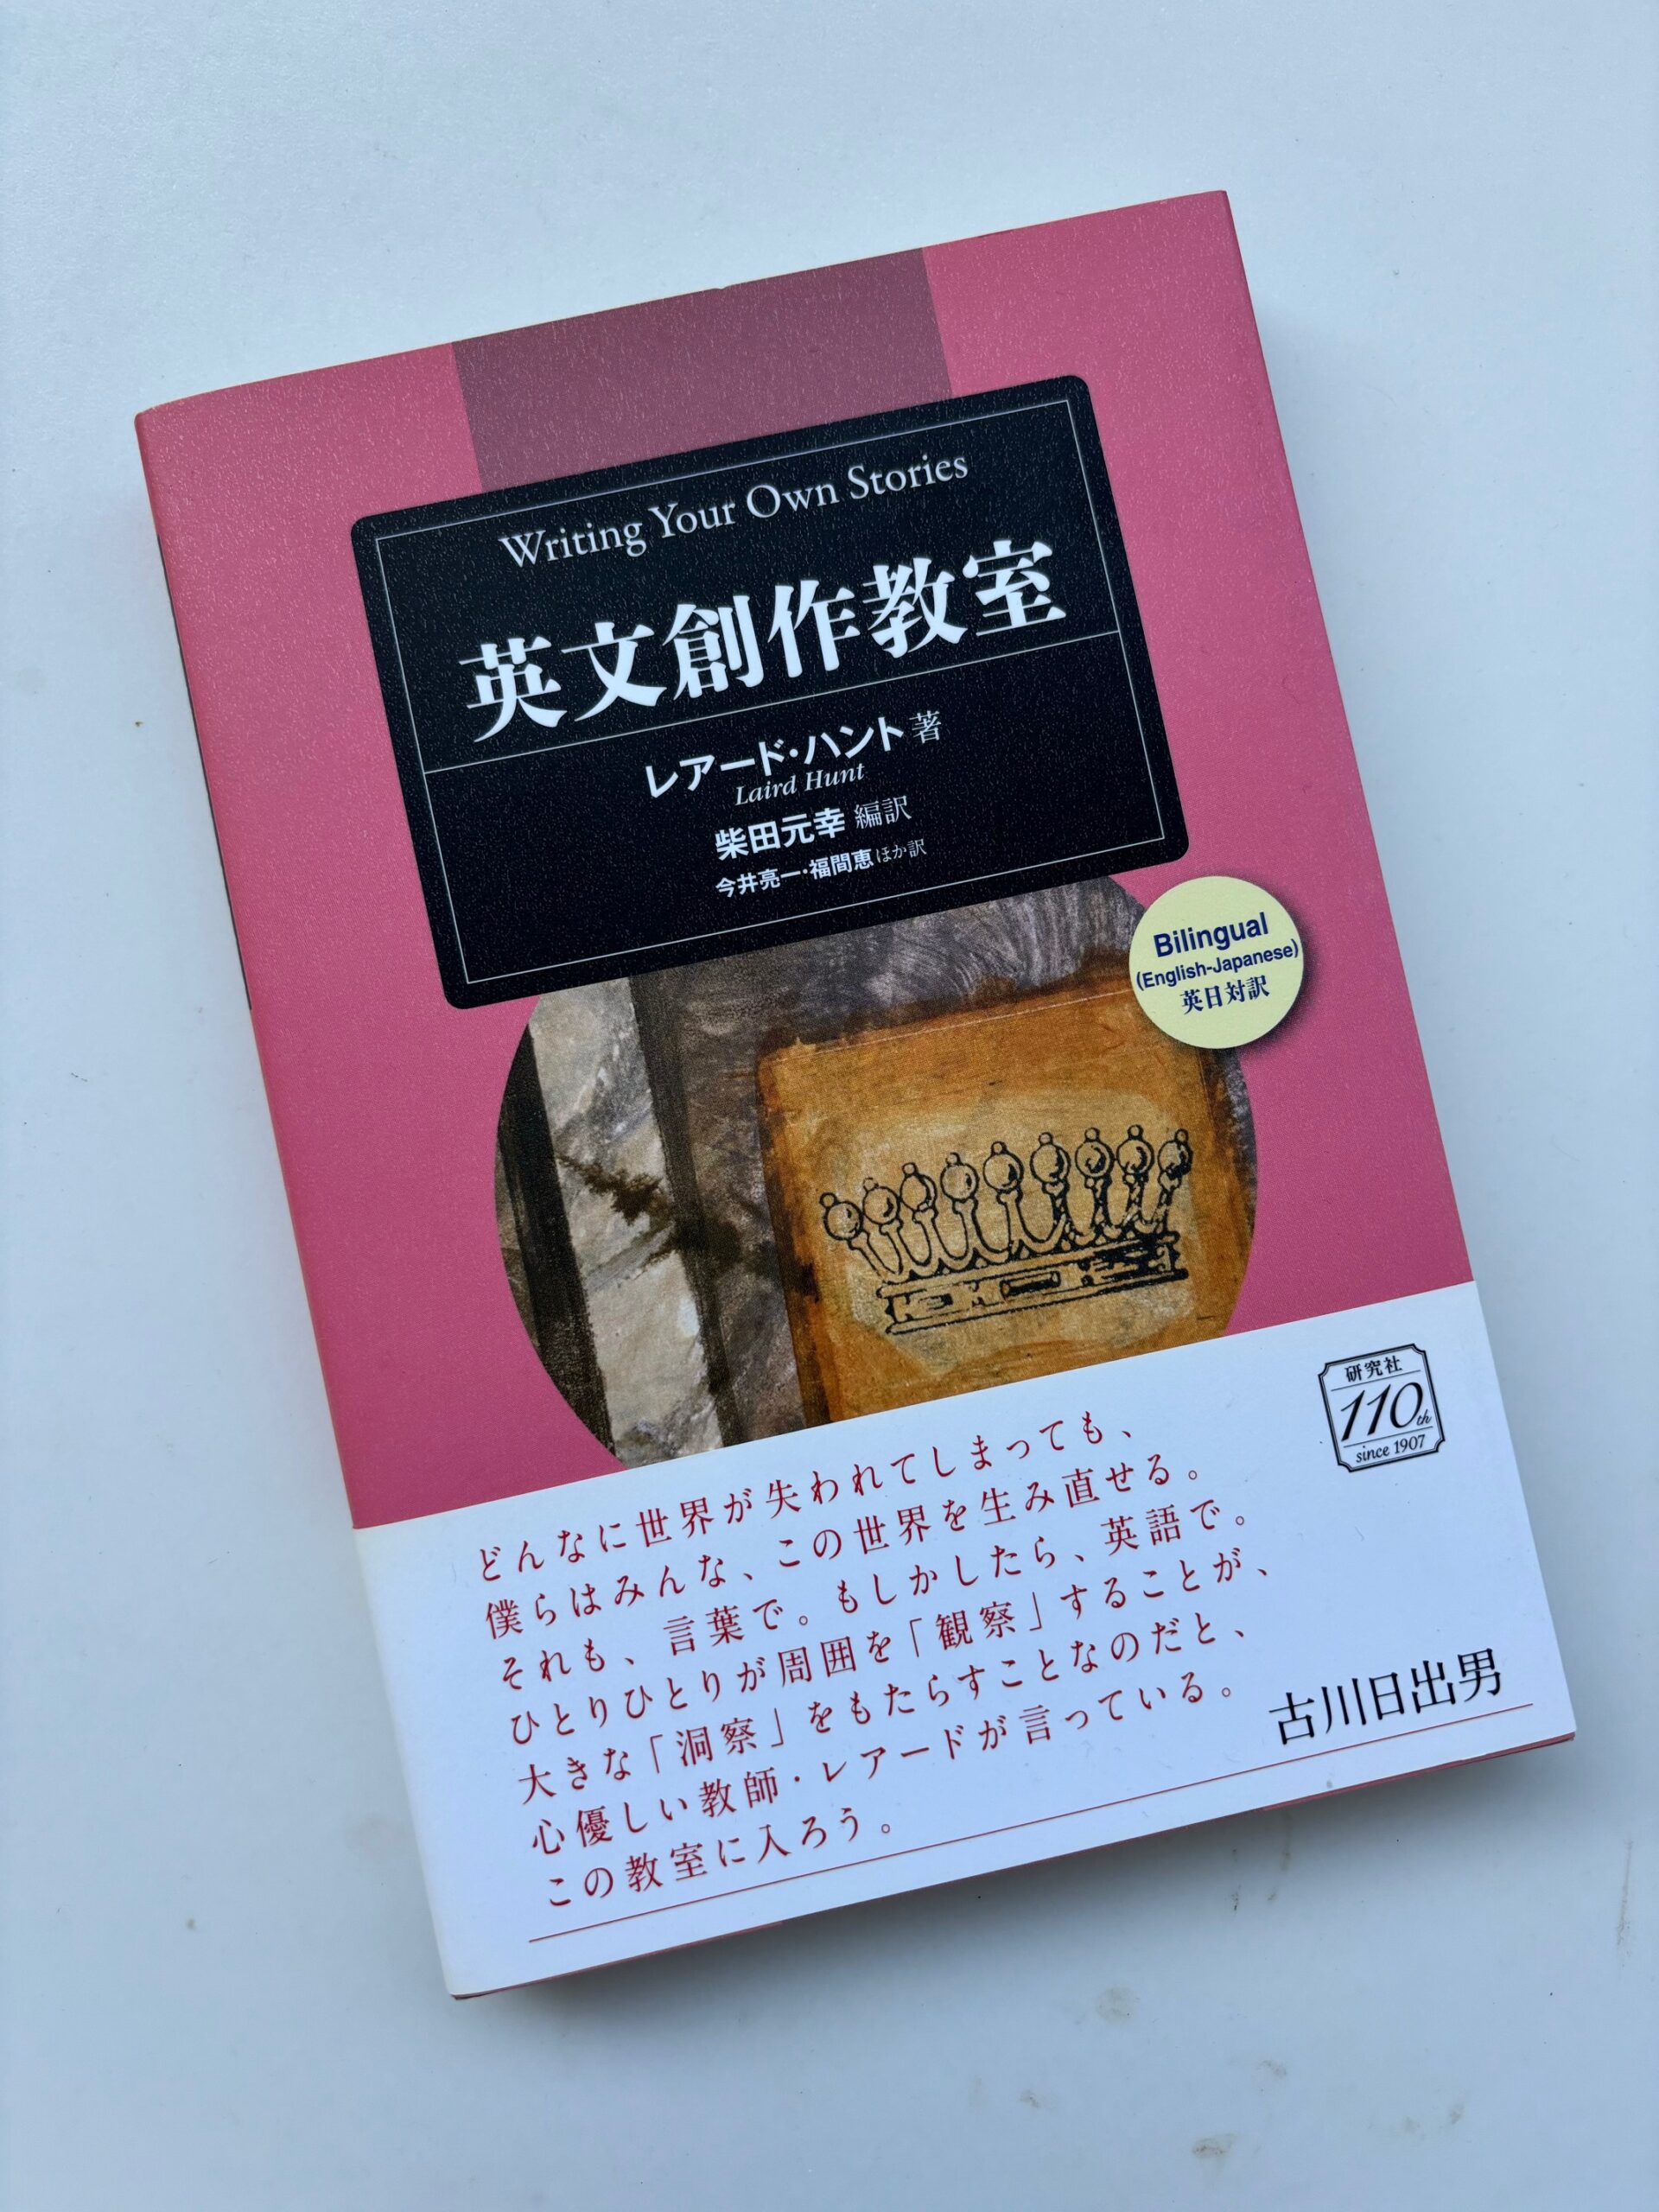 Writing Your Own Stories
英文創作教室
レアード・ハント 著
Laird Hunt
柴田元幸 編訳
今井亮一・福間恵 ほか訳
Bilingual
(English-Japanese)
英日対訳
研究社
110th
since 1907
どんなに世界が失われてしまっても、
僕らはみんな、この世界を生み直せる。
それも、言葉で。もしかしたら、英語で。
ひとりひとりが周囲を「観察」することが、
大きな「洞察」をもたらすことなのだと、
心優しい教師・レアードが言っている。
この教室に入ろう。
古川日出男